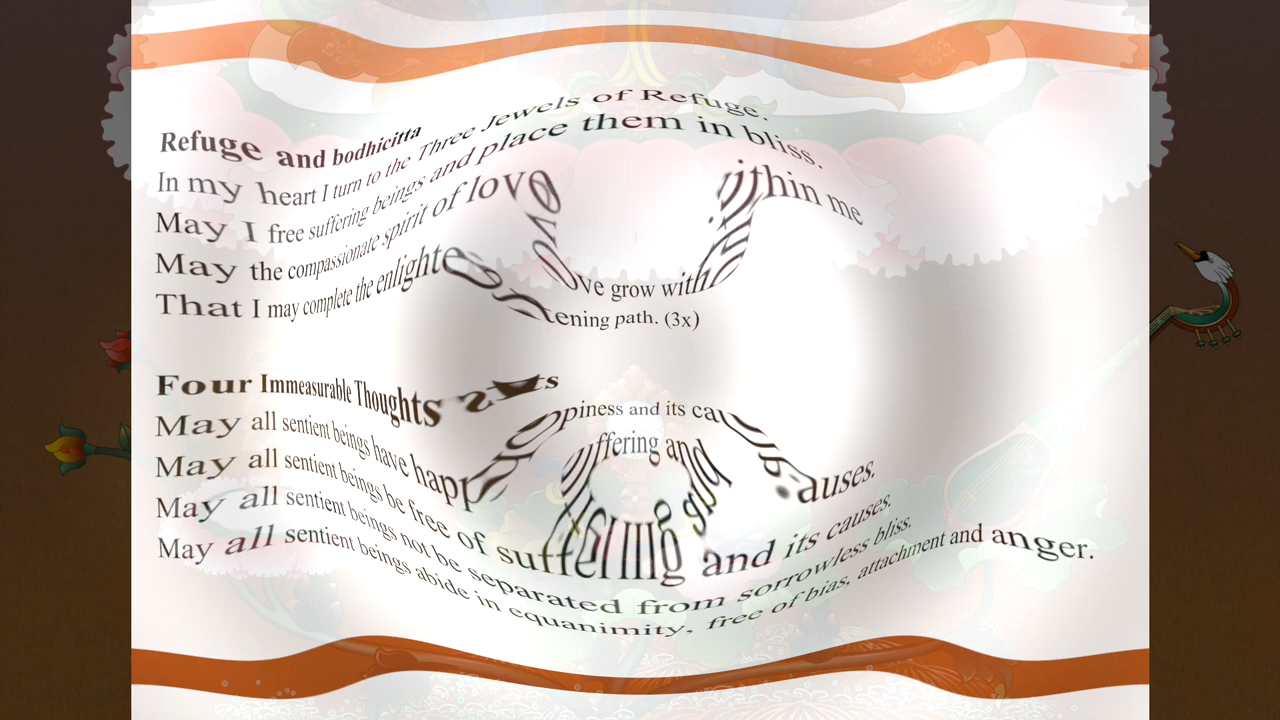 Refuge and bodhicitta
In my heart I turn to the Three Jewels of Refuge.
May I free suffering beings and place them in bliss.
May the compassionate spirit of love grow within me
That I may complete the enlightening path. (3x)
Four Immeasurable Thoughts
May all sentient beings have happiness and its causes.
May all sentient beings be free of suffering and its causes.
May all sentient beings not be separated from sorrowless bliss.
May all sentient beings abide in equanimity, free of bias, attachment and anger.